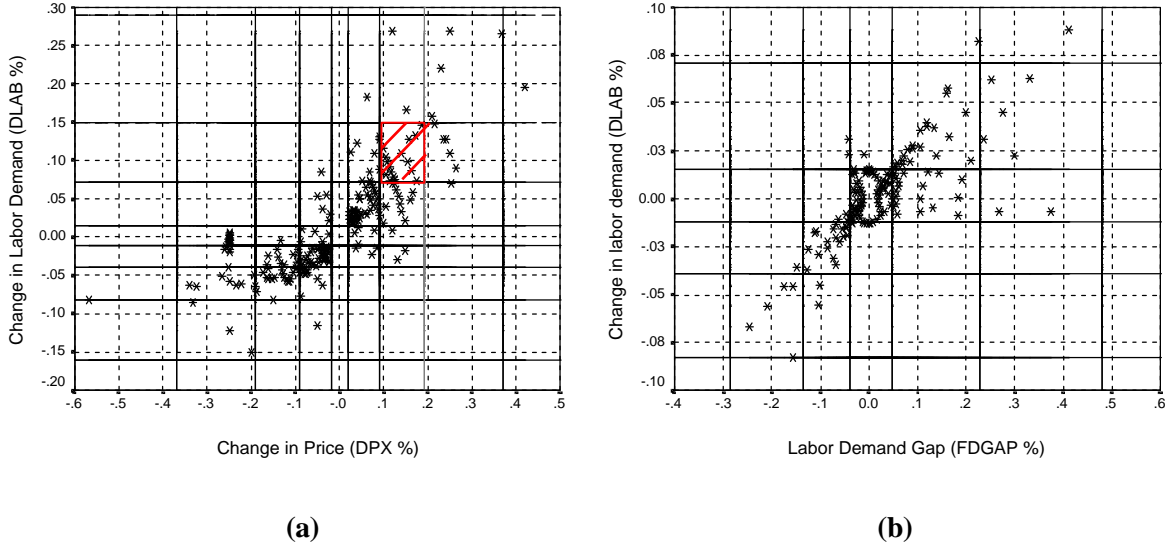 .30
.25
.20
.15
.10
.05
0.00
-.05
-.10
-.15
-.20
Change in Labor Demand (DLAB %)
-.6 -.5 -.4 -.3 -.2 -.1 -.0 .1 .2 .3 .4 .5
Change in Price (DPX %)
(a)
.10
.08
.05
.03
0.00
-.03
-.05
-.08
-.10
Change in labor demand (DLAB %)
-.4 -.3 -.2 -.1 0.0 .1 .2 .3 .4 .5 .6
Labor Demand Gap (FDGAP %)
(b)